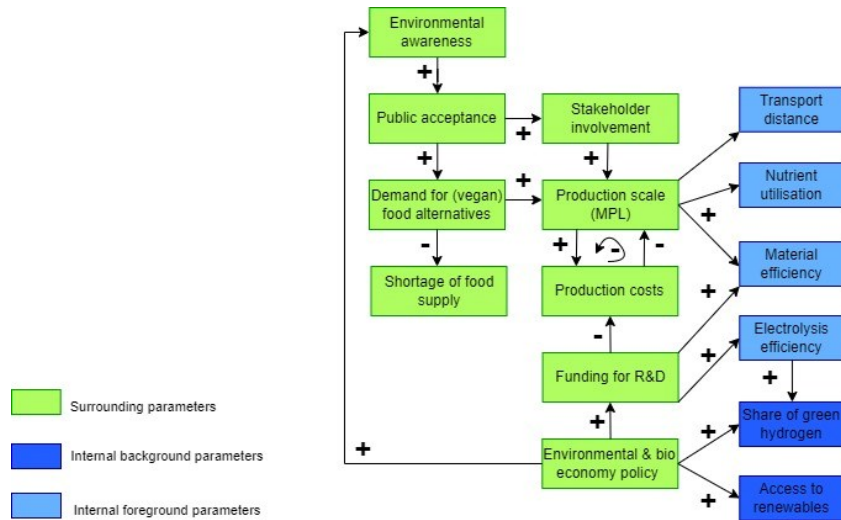 Environmental
awareness
+
Public acceptance
+
Stakeholder
involvement
Transport
distance
+
+
Demand for (vegan)
food alternatives
+
Production scale
(MPL)
Nutrient
utilisation
+
-
+
-
-
Shortage of food
supply
Production costs
Material
efficiency
+
-
Electrolysis
efficiency
+
Funding for R&D
+
+
Share of green
hydrogen
+
+
Environmental & bio
economy policy
+
Access to
renewables
Surrounding parameters
Internal background parameters
Internal foreground parameters